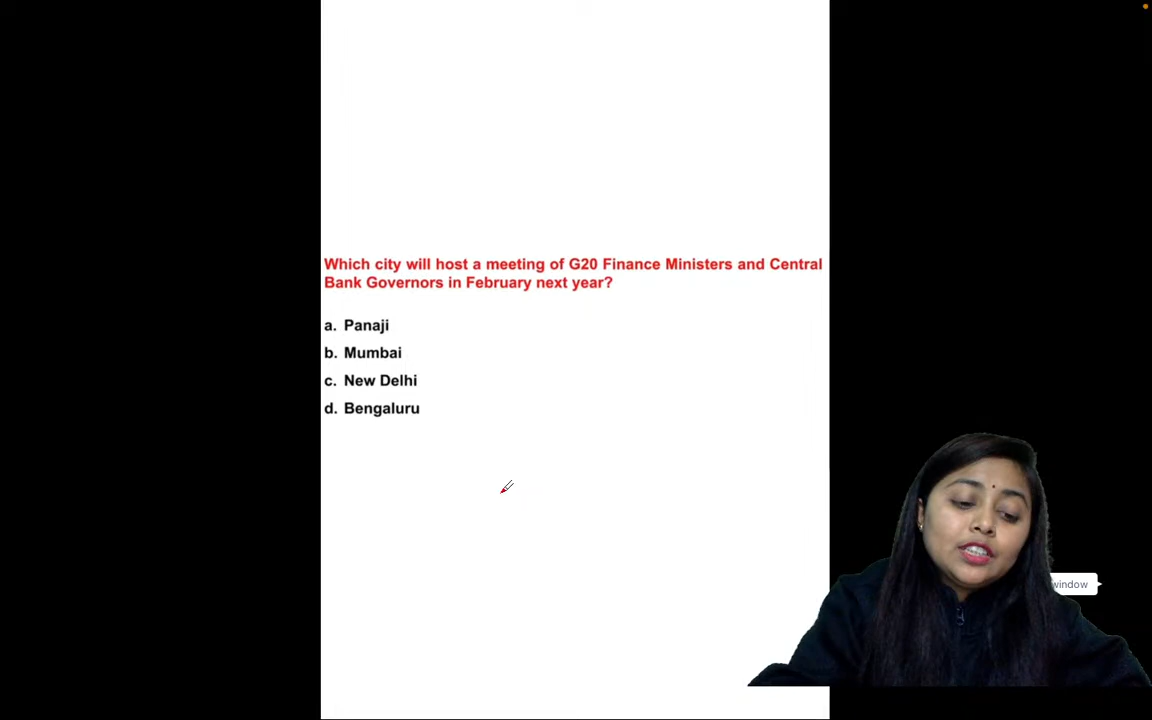 Which city will host a meeting of G20 Finance Ministers and Central
Bank Governors in February next year?
a. Panaji
b. Mumbai
c. New Delhi
d. Bengaluru
window